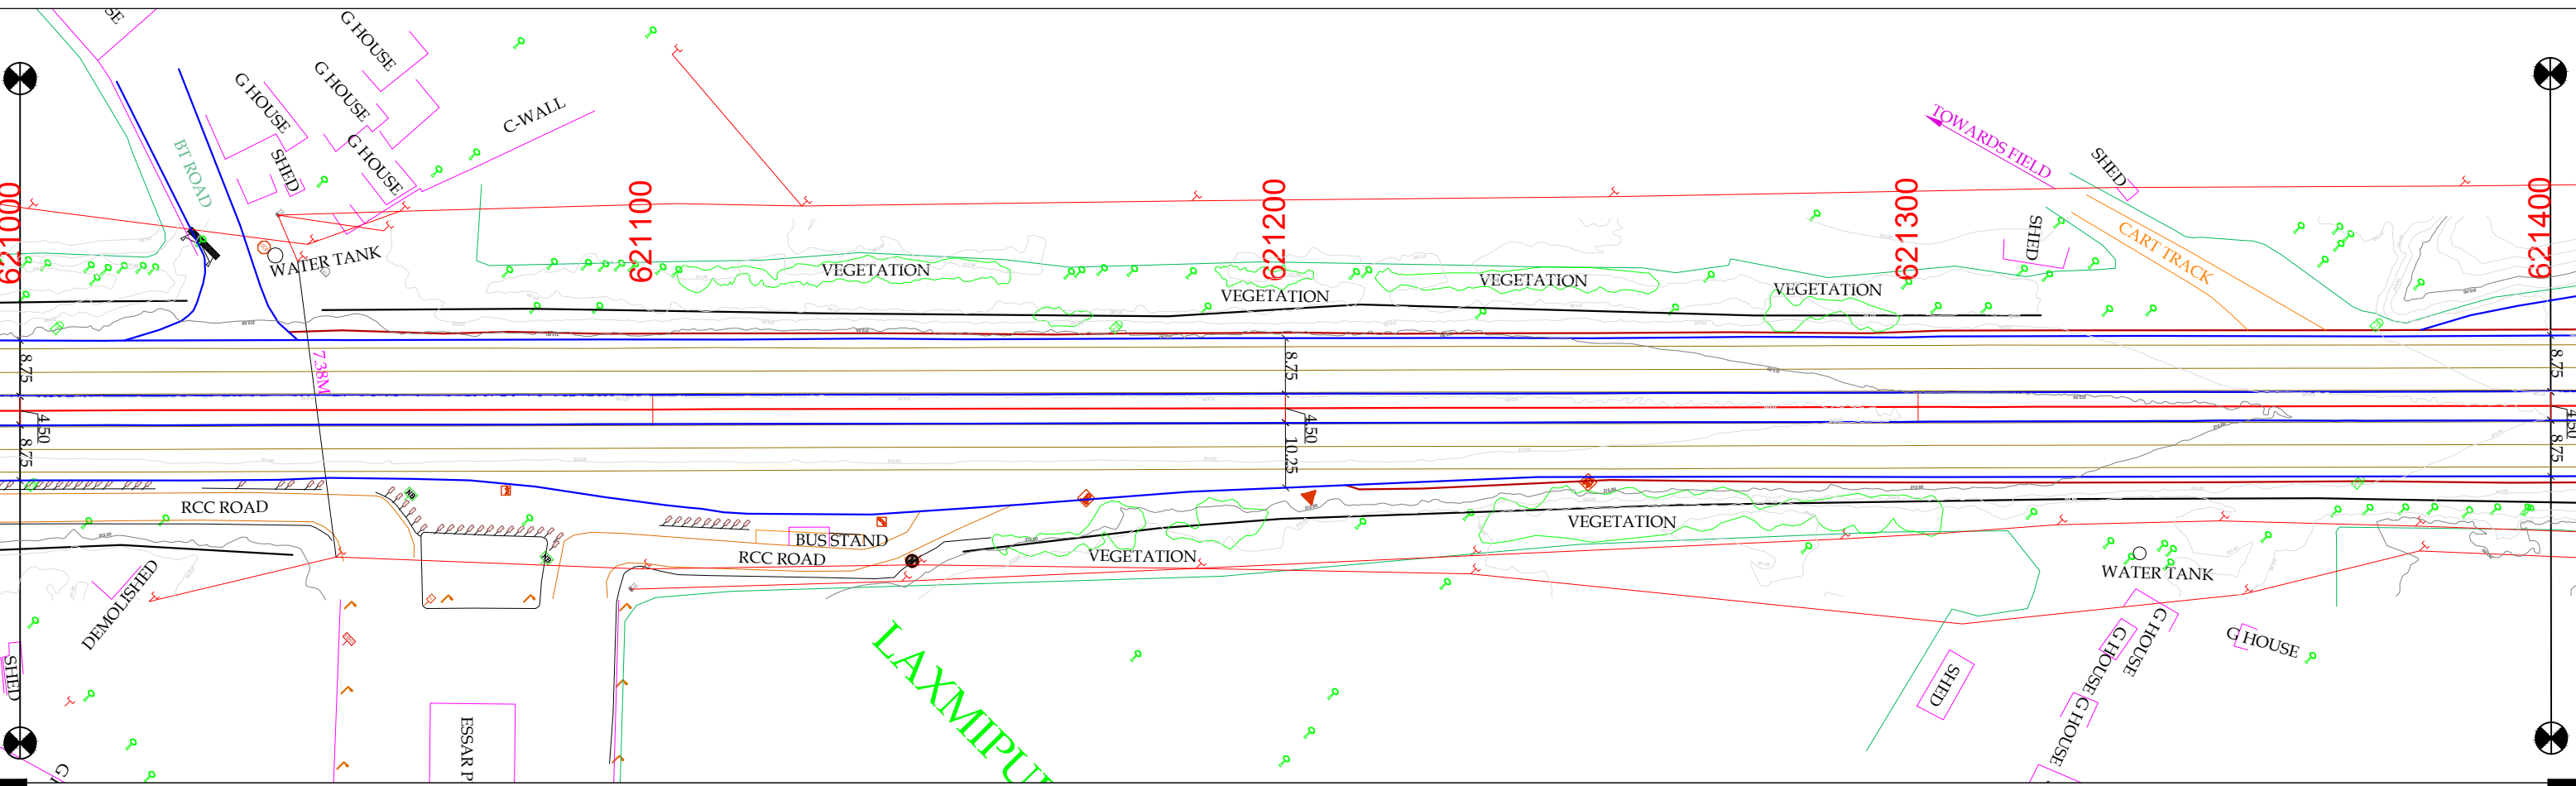 SE
G HOUSE
G HOUSE
G HOUSE
G HOUSE
C-WALL
SHED
BT ROAD
WATER TANK
TOWARDS FIELD
SHED
SHED
CART TRACK
621000
621100
621200
621300
621400
VEGETATION
VEGETATION
VEGETATION
VEGETATION
7.38M
8.75
4.50
8.75
8.75
4.50
10.25
8.75
4.50
8.75
RCC ROAD
BUS STAND
RCC ROAD
VEGETATION
VEGETATION
WATER TANK
DEMOLISHED
SHED
ESSAR P
LAXMIPU
SHED
G HOUSE
G HOUSE
G HOUSE
G HOUSE
G